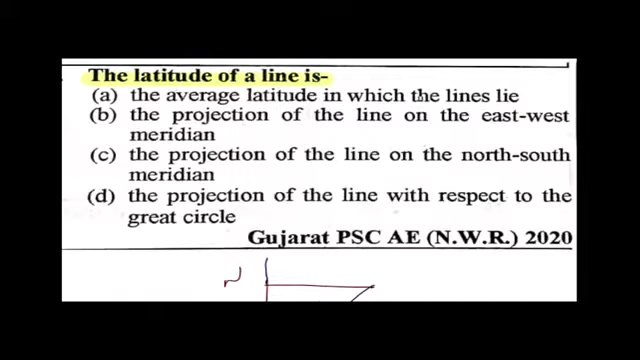 The latitude of a line is-
(a) the average latitude in which the lines lie
(b) the projection of the line on the east-west
meridian
(c) the projection of the line on the north-south
meridian
(d) the projection of the line with respect to the
great circle
Gujarat PSC AE (N.W.R.) 2020
N